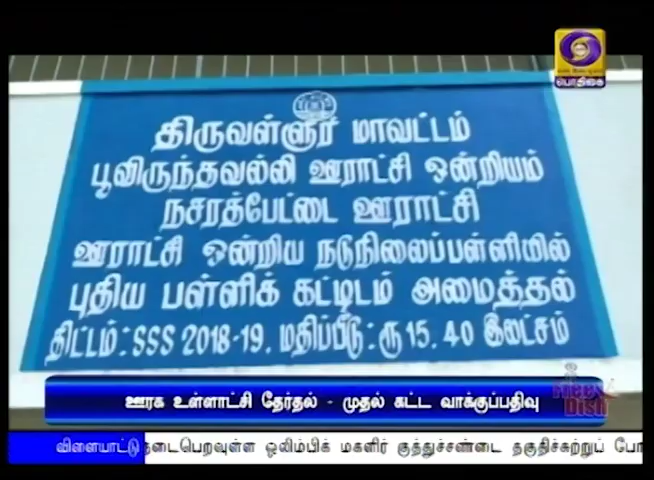 பொதிகை
திருவள்ளூர் மாவட்டம்
பூவிருந்தவல்லி ஊராட்சி ஒன்றியம்
நசரத்பேட்டை ஊராட்சி
ஊராட்சி ஒன்றிய நடுநிலைப்பள்ளியில்
புதிய பள்ளிக் கட்டிடம் அமைத்தல்
திட்டம்: SSS 2018-19. மதிப்பீடு: ரூ 15.40 இலட்சம்
Free Dish
ஊரக உள்ளாட்சி தேர்தல் - முதல் கட்ட வாக்குப்பதிவு
விளையாட்டு நடைபெறவுள்ள ஒலிம்பிக் மகளிர் குத்துச்சண்டை தகுதிச்சுற்றுப் போ